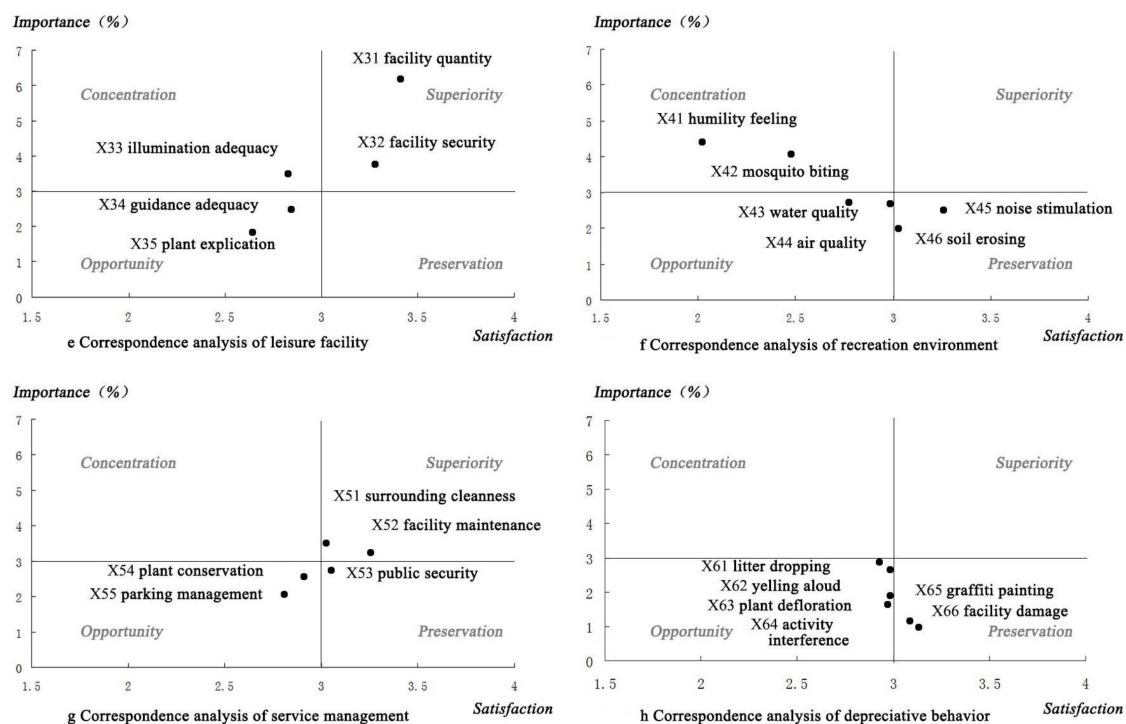 Importance (%)
7
6
5
4
3
2
1
0
Concentration
Superiority
X31 facility quantity
X32 facility security
X33 illumination adequacy
X34 guidance adequacy
X35 plant explication
Opportunity
Preservation
1.5 2 2.5 3 3.5 4
Satisfaction
e Correspondence analysis of leisure facility
Importance (%)
7
6
5
4
3
2
1
0
Concentration
Superiority
X41 humility feeling
X42 mosquito biting
X43 water quality
X45 noise stimulation
X44 air quality
X46 soil erosing
Opportunity
Preservation
1.5 2 2.5 3 3.5 4
Satisfaction
f Correspondence analysis of recreation environment
Importance (%)
7
6
5
4
3
2
1
0
Concentration
Superiority
X51 surrounding cleanness
X52 facility maintenance
X54 plant conservation
X53 public security
X55 parking management
Opportunity
Preservation
1.5 2 2.5 3 3.5 4
Satisfaction
g Correspondence analysis of service management
Importance (%)
7
6
5
4
3
2
1
0
Concentration
Superiority
X61 litter dropping
X62 yelling aloud
X65 graffiti painting
X63 plant defloration
X66 facility damage
X64 activity
interference
Opportunity
Preservation
1.5 2 2.5 3 3.5 4
Satisfaction
h Correspondence analysis of depreciative behavior